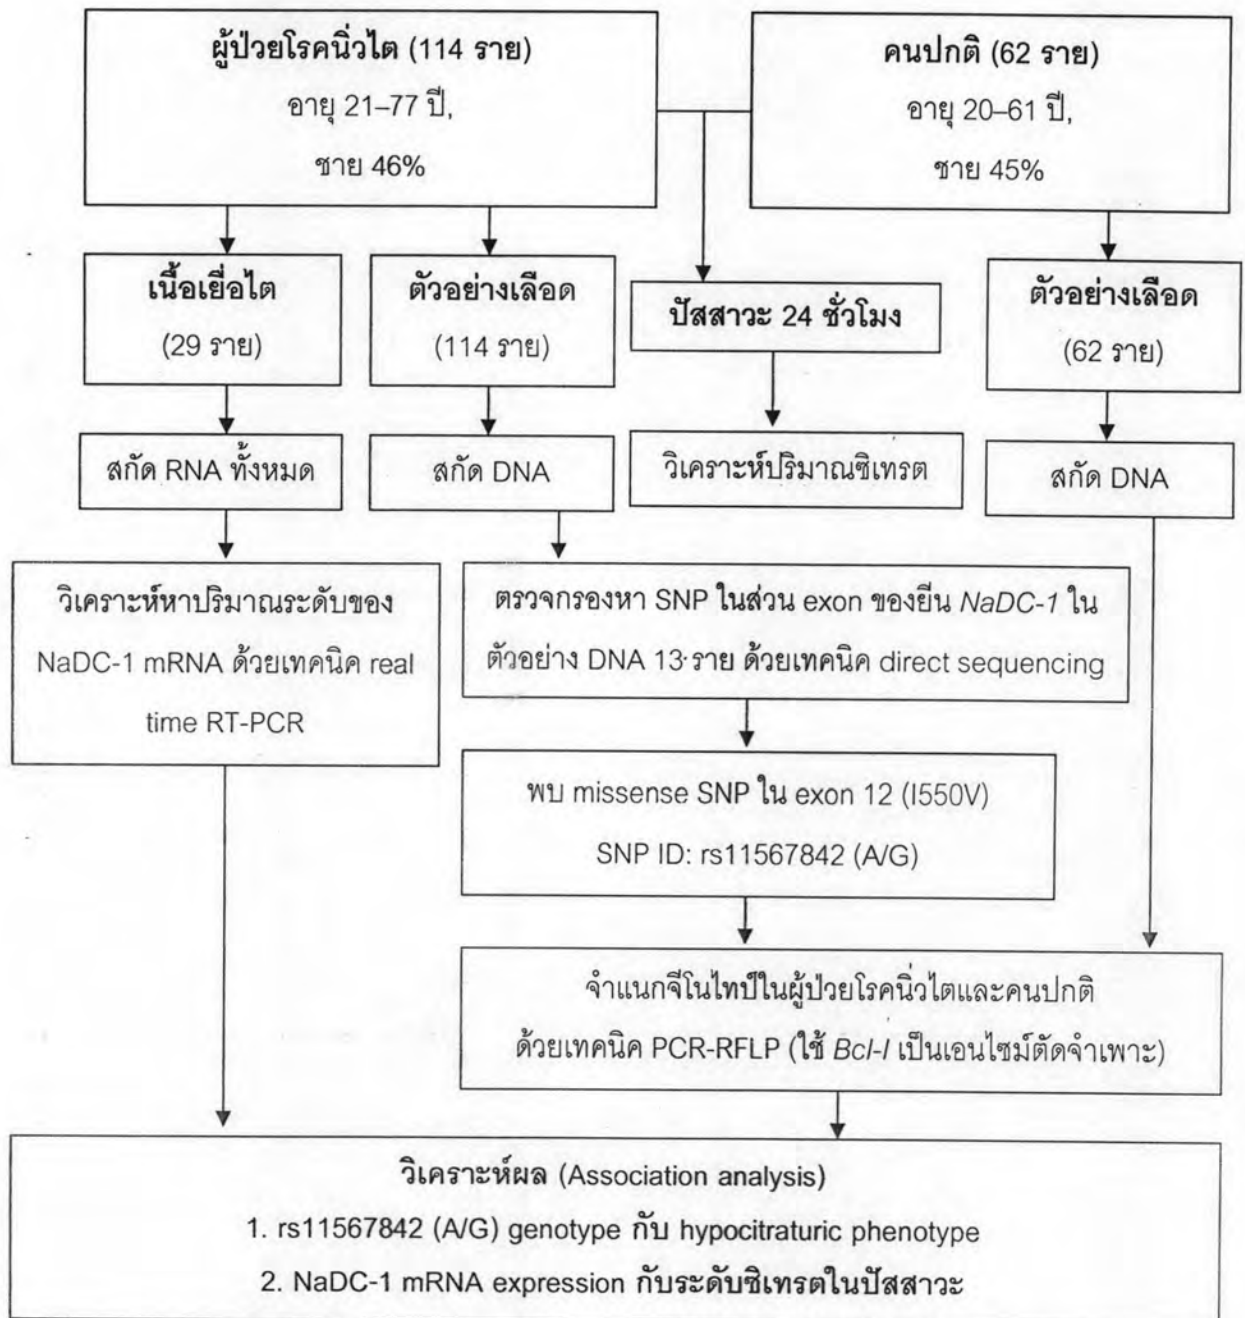 ผู้ป่วยโรคนิ่วไต (114 ราย)
อายุ 21–77 ปี,
ชาย 46%
คนปกติ (62 ราย)
อายุ 20–61 ปี,
ชาย 45%
เนื้อเยื่อไต
(29 ราย)
ตัวอย่างเลือด
(114 ราย)
ปัสสาวะ 24 ชั่วโมง
ตัวอย่างเลือด
(62 ราย)
สกัด RNA ทั้งหมด
สกัด DNA
วิเคราะห์ปริมาณซิเทรต
สกัด DNA
วิเคราะห์หาปริมาณระดับของ
NaDC-1 mRNA ด้วยเทคนิค real
time RT-PCR
ตรวจกรองหา SNP ในส่วน exon ของยีน NaDC-1 ใน
ตัวอย่าง DNA 13 ราย ด้วยเทคนิค direct sequencing
พบ missense SNP ใน exon 12 (I550V)
SNP ID: rs11567842 (A/G)
จำแนกจีโนไทป์ในผู้ป่วยโรคนิ่วไตและคนปกติ
ด้วยเทคนิค PCR-RFLP (ใช้ Bcl-I เป็นเอนไซม์ตัดจำเพาะ)
วิเคราะห์ผล (Association analysis)
1. rs11567842 (A/G) genotype กับ hypocitraturic phenotype
2. NaDC-1 mRNA expression กับระดับซิเทรตในปัสสาวะ